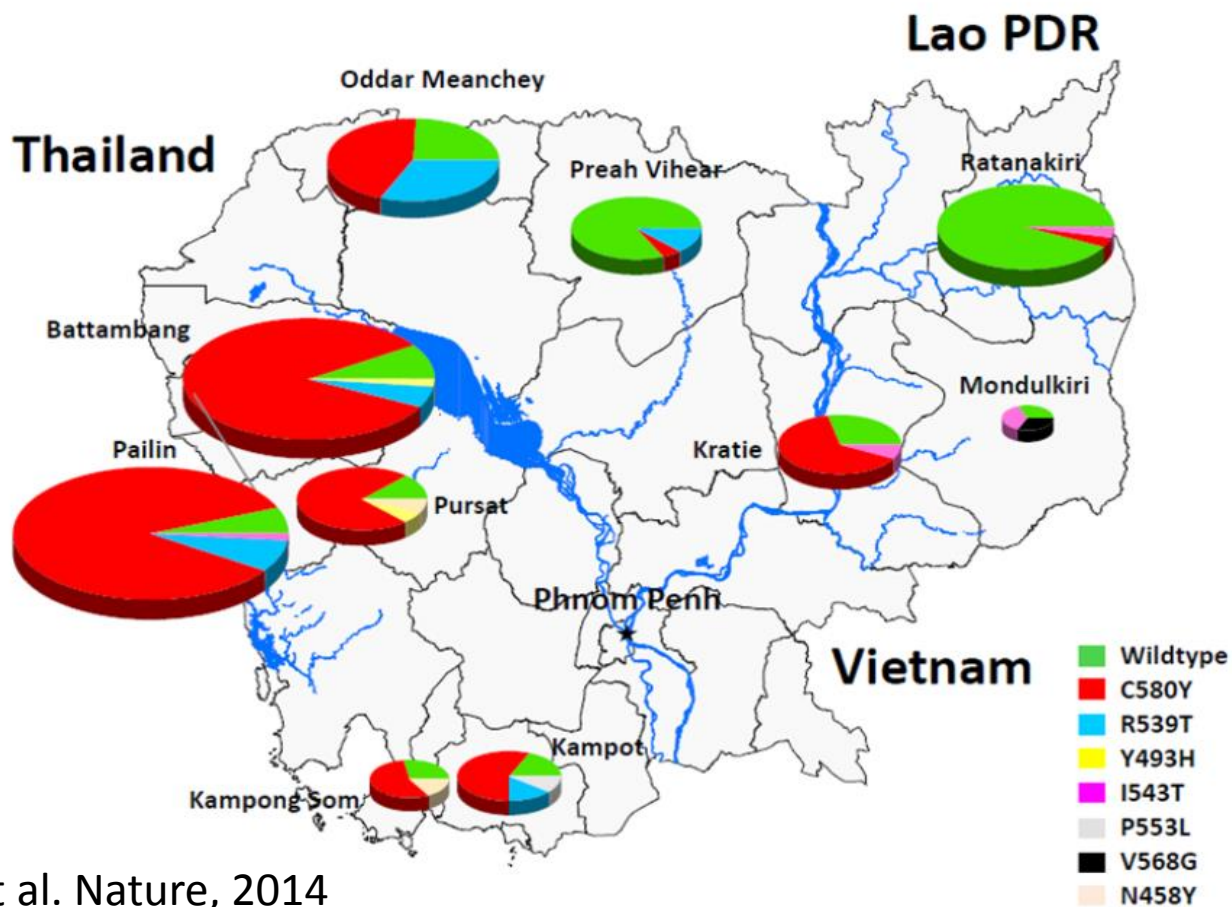 Lao PDR
Oddar Meanchey
Thailand
Preah Vihear
Ratanakiri
Battambang
Mondulkiri
Pailin
Kratie
Pursat
Phnom Penh
Vietnam
Wildtype
C580Y
R539T
Y493H
I543T
P553L
V568G
N458Y
Kampot
Kampong Som
t al. Nature, 2014